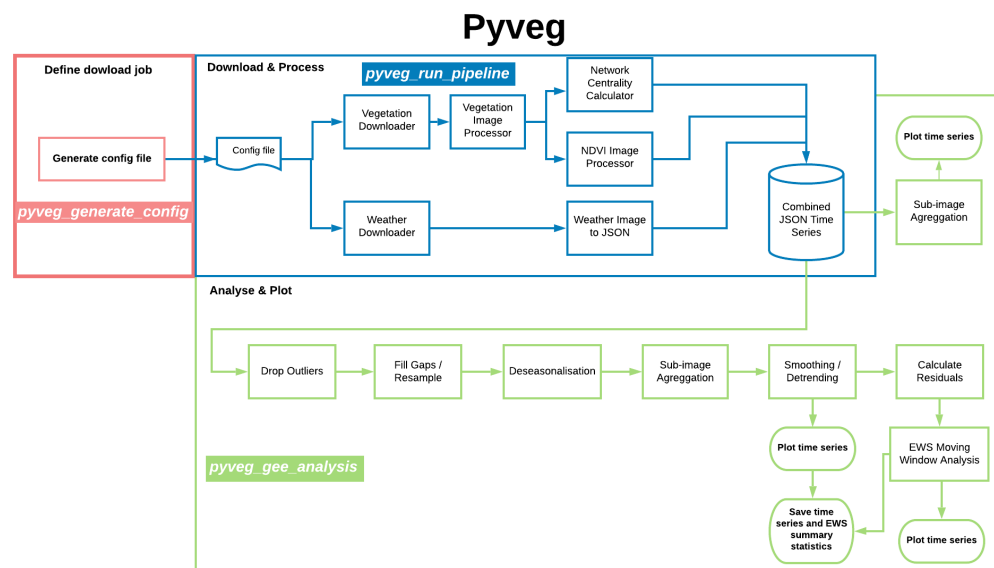 Pyveg
Define dowload job
Generate config file
pyveg_generate_config
Download & Process
pyveg_run_pipeline
Config file
Vegetation
Downloader
Vegetation
Image
Processor
Network
Centrality
Calculator
NDVI Image
Processor
Weather
Downloader
Weather Image
to JSON
Combined
JSON Time
Series
Plot time series
Sub-image
Agreggation
Analyse & Plot
Drop Outliers
Fill Gaps /
Resample
Deseasonalisation
Sub-image
Agreggation
Smoothing /
Detrending
Calculate
Residuals
pyveg_gee_analysis
Plot time series
EWS Moving
Window Analysis
Save time
series and EWS
summary
statistics
Plot time series